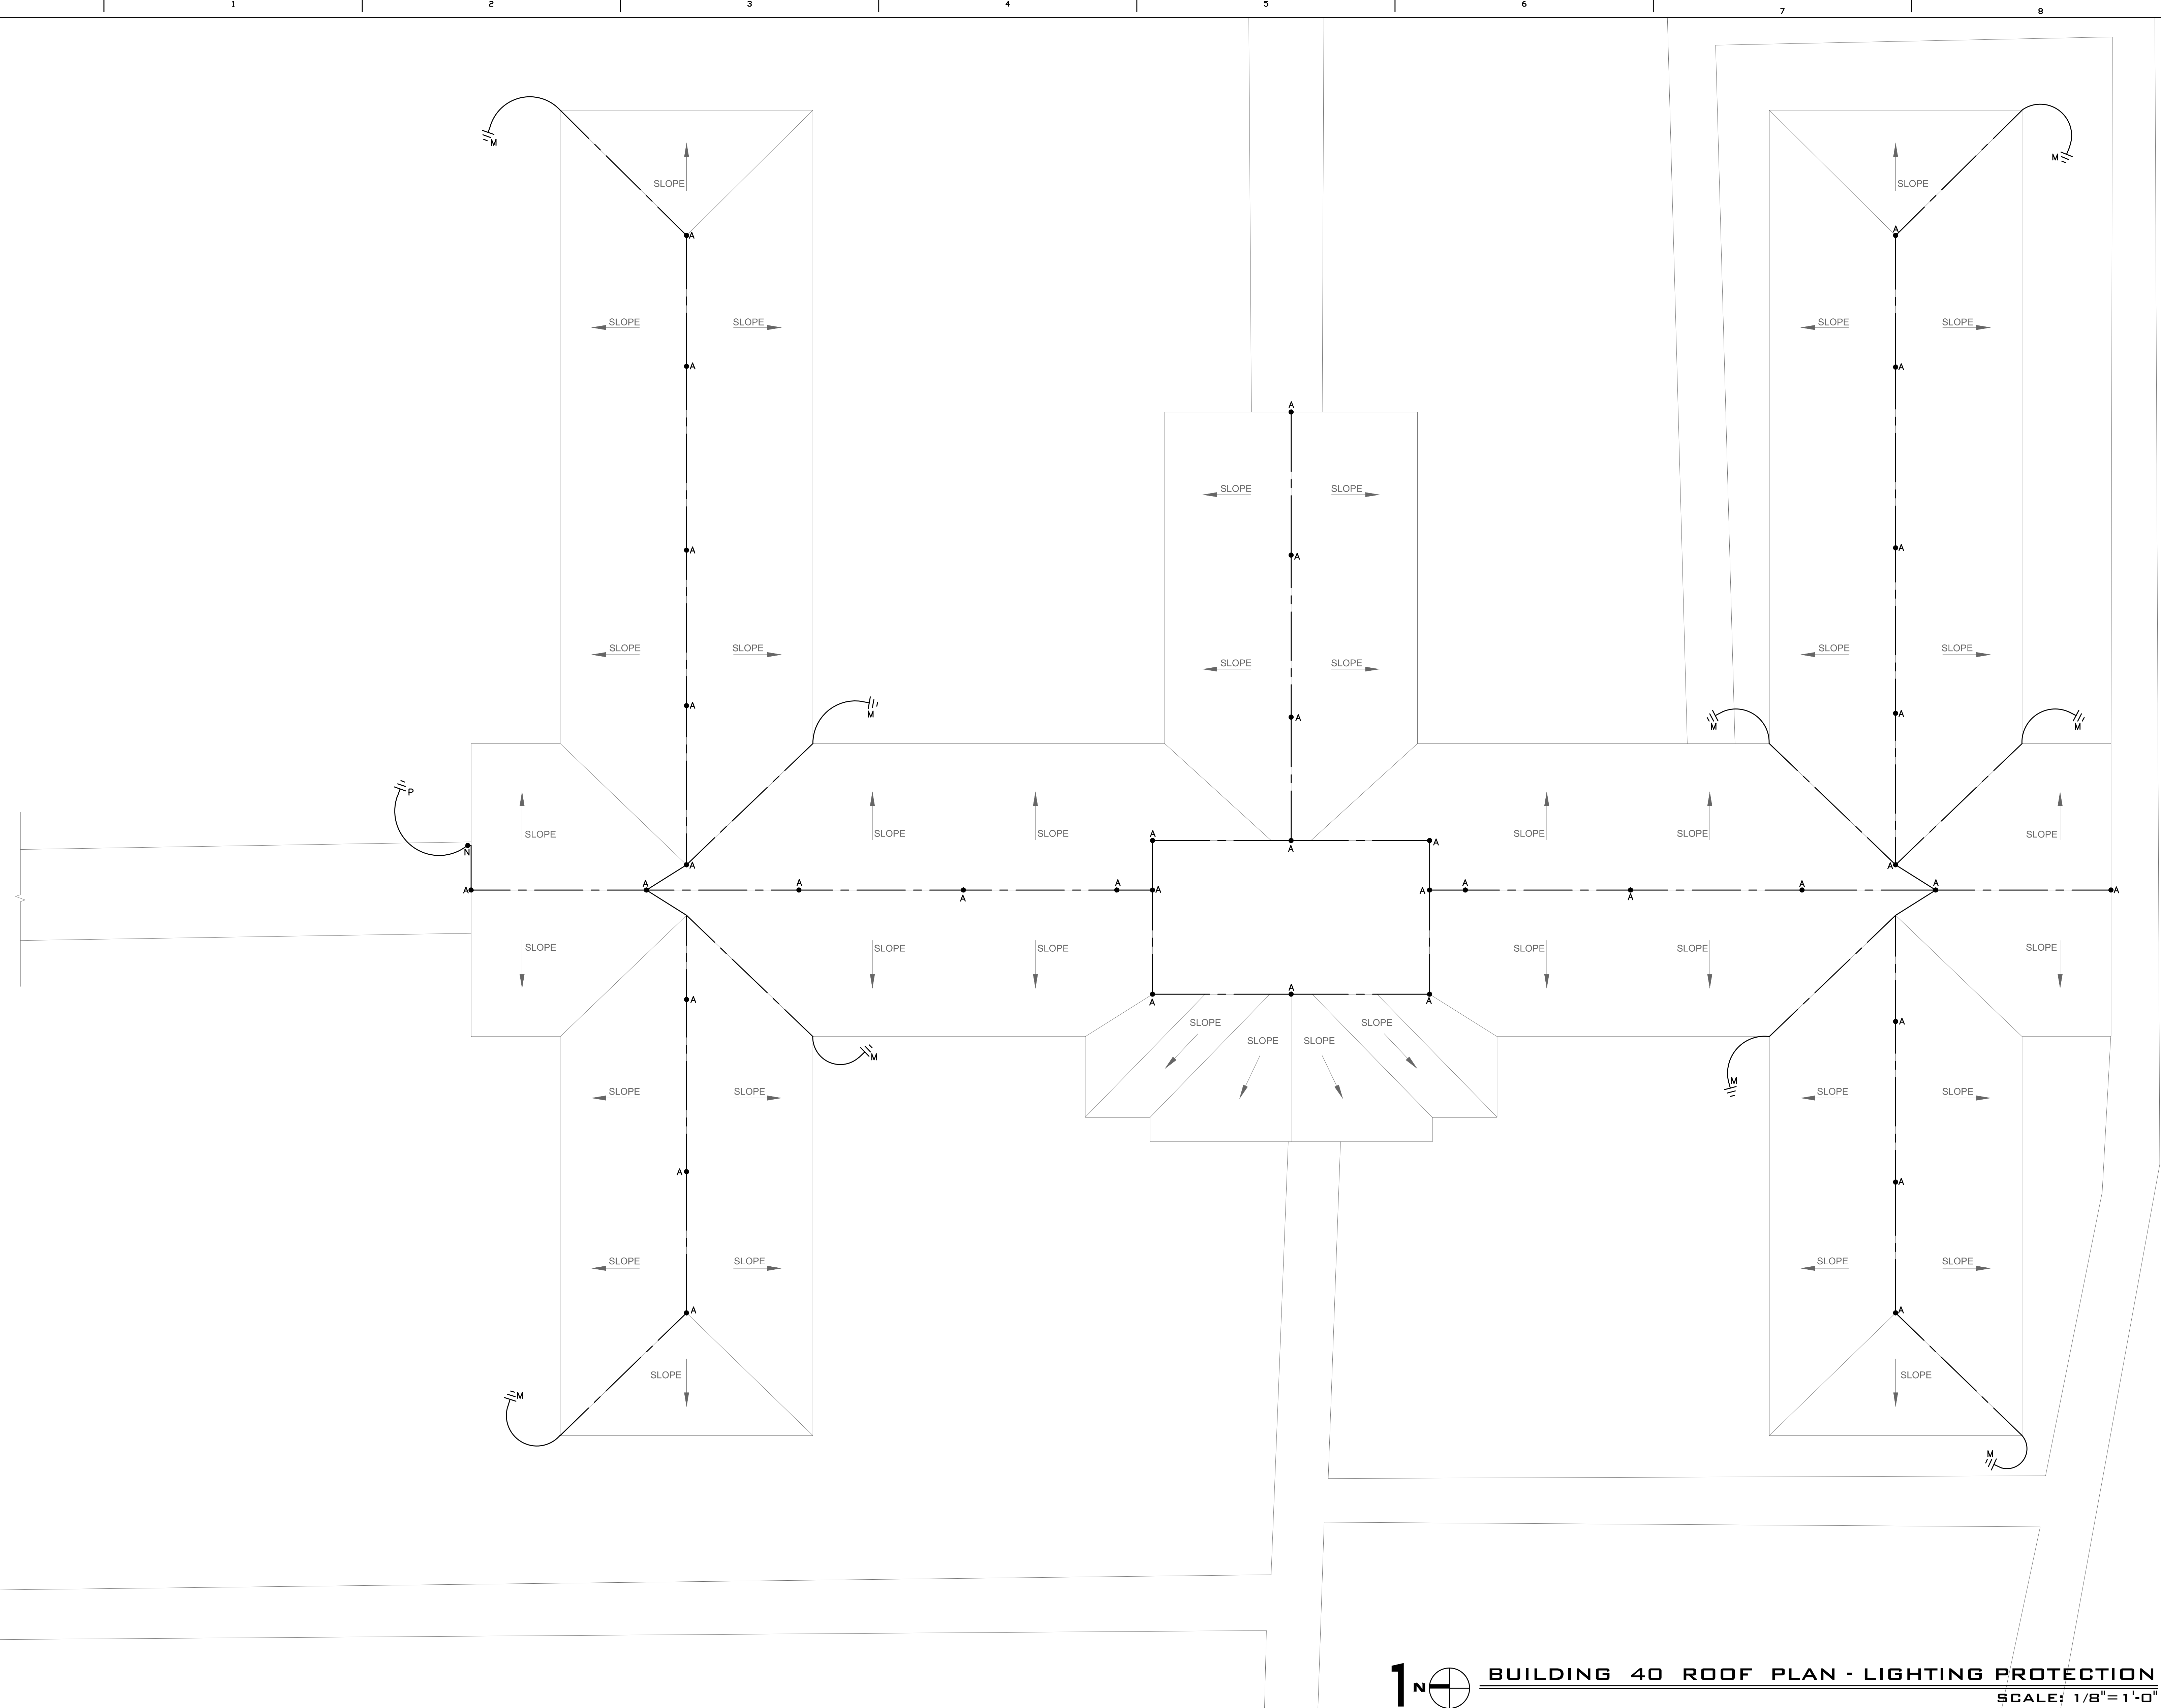 1 2 3 4 5 6 7 8
M M
SLOPE SLOPE
A A
SLOPE SLOPE SLOPE SLOPE
A A
A
SLOPE SLOPE
A A A
SLOPE SLOPE SLOPE SLOPE
SLOPE SLOPE
A A A
M M M
P
SLOPE SLOPE SLOPE SLOPE SLOPE SLOPE
A A A
N
A A
A A A A A A A A A A A A
SLOPE SLOPE SLOPE SLOPE SLOPE SLOPE
A A A
A A
SLOPE SLOPE
SLOPE SLOPE
M M
SLOPE SLOPE SLOPE SLOPE
A A
SLOPE SLOPE SLOPE SLOPE
A A
SLOPE SLOPE
M
M
1 N BUILDING 40 ROOF PLAN - LIGHTING PROTECTION
SCALE: 1/8"=1'-0"